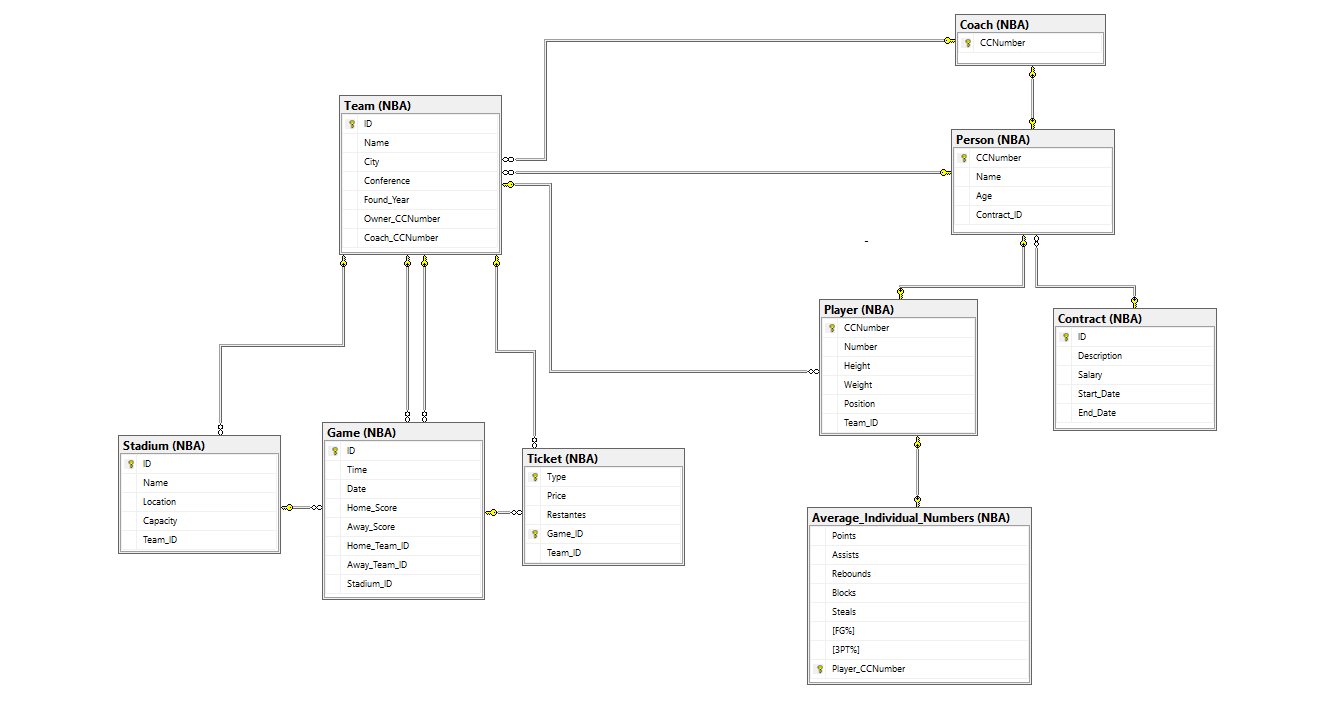 Coach (NBA)
CCNumber
Team (NBA)
ID
Name
City
Conference
Found_Year
Owner_CCNumber
Coach_CCNumber
Person (NBA)
CCNumber
Name
Age
Contract_ID
Player (NBA)
CCNumber
Number
Height
Weight
Position
Team_ID
Contract (NBA)
ID
Description
Salary
Start_Date
End_Date
Stadium (NBA)
ID
Name
Location
Capacity
Team_ID
Game (NBA)
ID
Time
Date
Home_Score
Away_Score
Home_Team_ID
Away_Team_ID
Stadium_ID
Ticket (NBA)
Type
Price
Restantes
Game_ID
Team_ID
Average_Individual_Numbers (NBA)
Points
Assists
Rebounds
Blocks
Steals
[FG%]
[3PT%]
Player_CCNumber